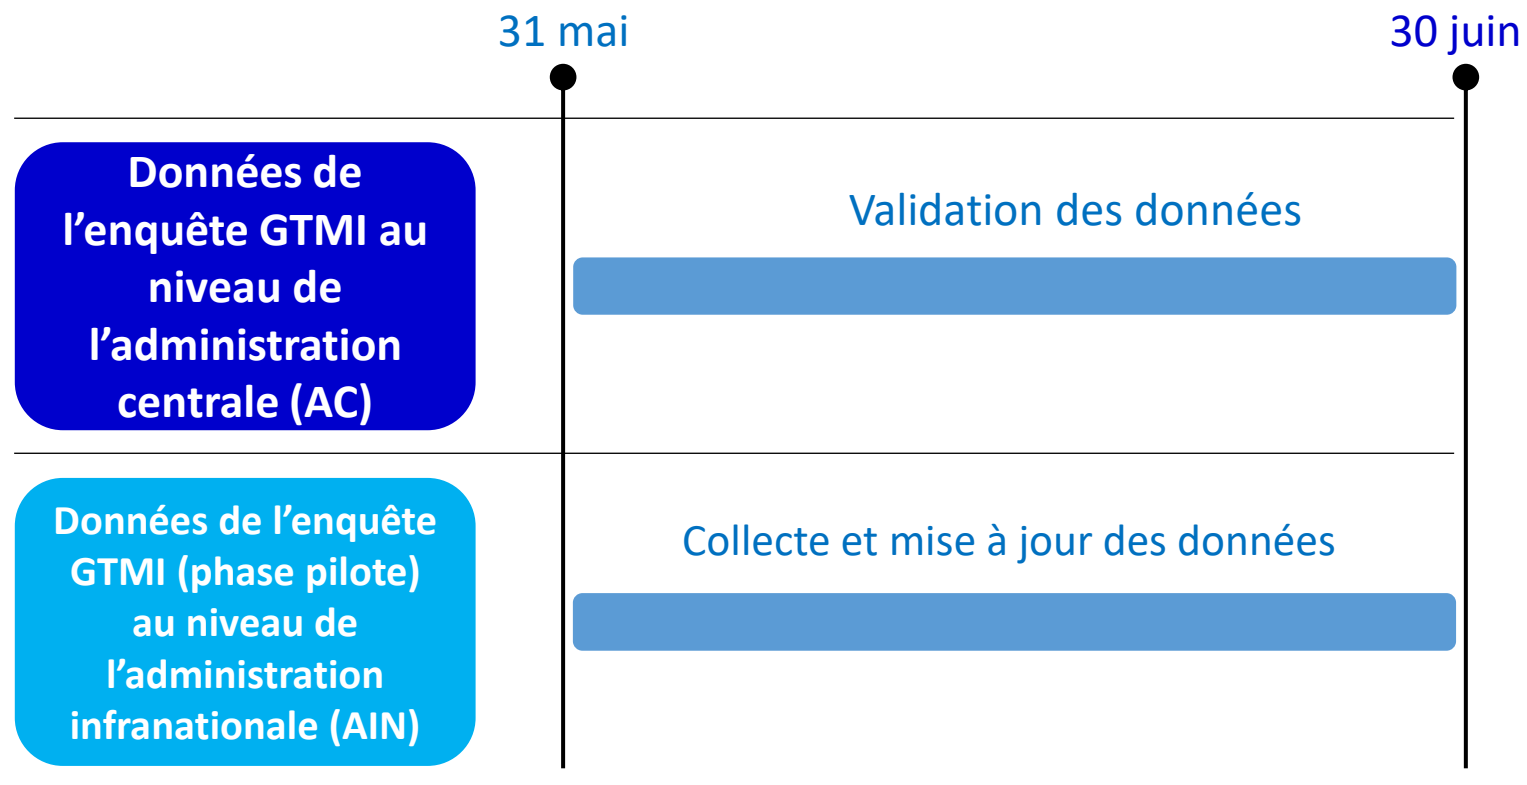 31 mai
30 juin
Données de
l’enquête GTMI au
niveau de
l’administration
centrale (AC)
Validation des données
Données de l’enquête
GTMI (phase pilote)
au niveau de
l’administration
infranationale (AIN)
Collecte et mise à jour des données